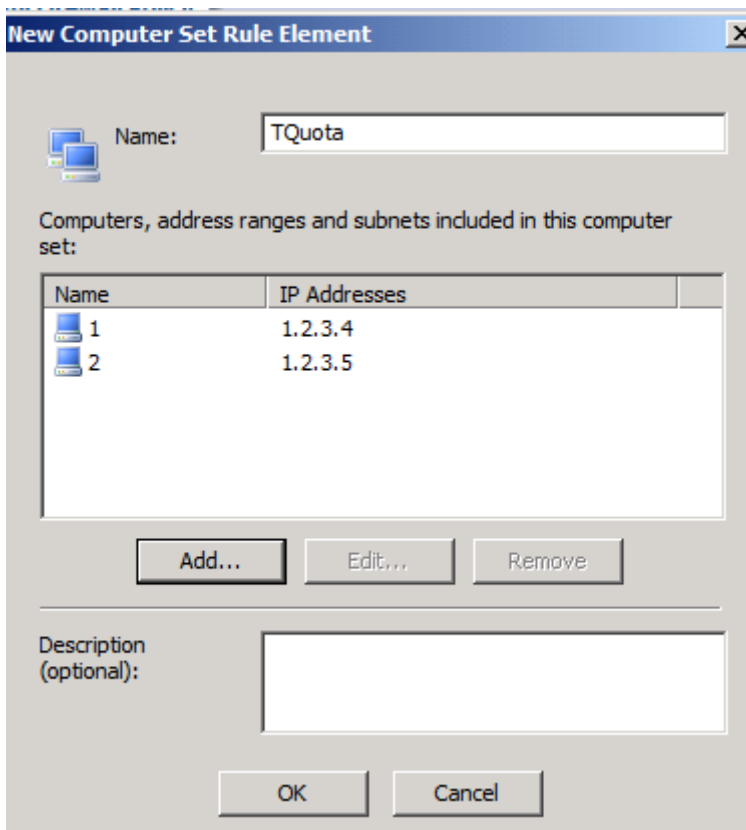 New Computer Set Rule Element
Name:
TQuota
Computers, address ranges and subnets included in this computer
set:
Name IP Addresses
1 1.2.3.4
2 1.2.3.5
Add... Edit... Remove
Description
(optional):
OK Cancel